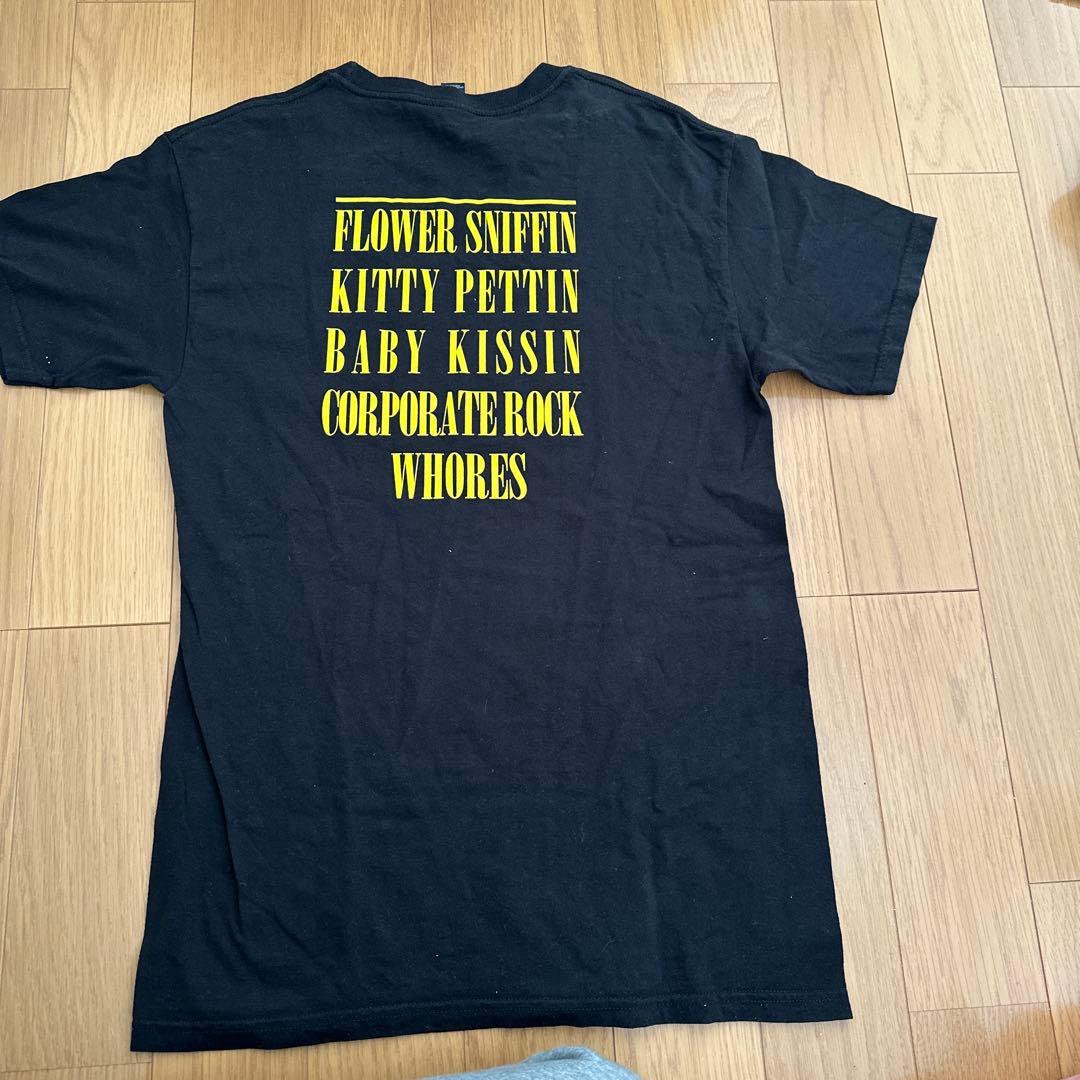 FLOWER SNIFFIN
KITTY PETTIN
BABY KISSIN
CORPORATE ROCK
WHORES